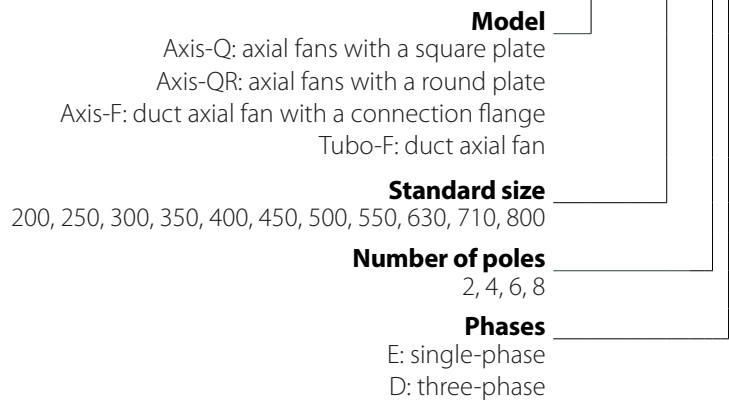 Model
Axis-Q: axial fans with a square plate
Axis-QR: axial fans with a round plate
Axis-F: duct axial fan with a connection flange
Tubo-F: duct axial fan
Standard size
200, 250, 300, 350, 400, 450, 500, 550, 630, 710, 800
Number of poles
2, 4, 6, 8
Phases
E: single-phase
D: three-phase